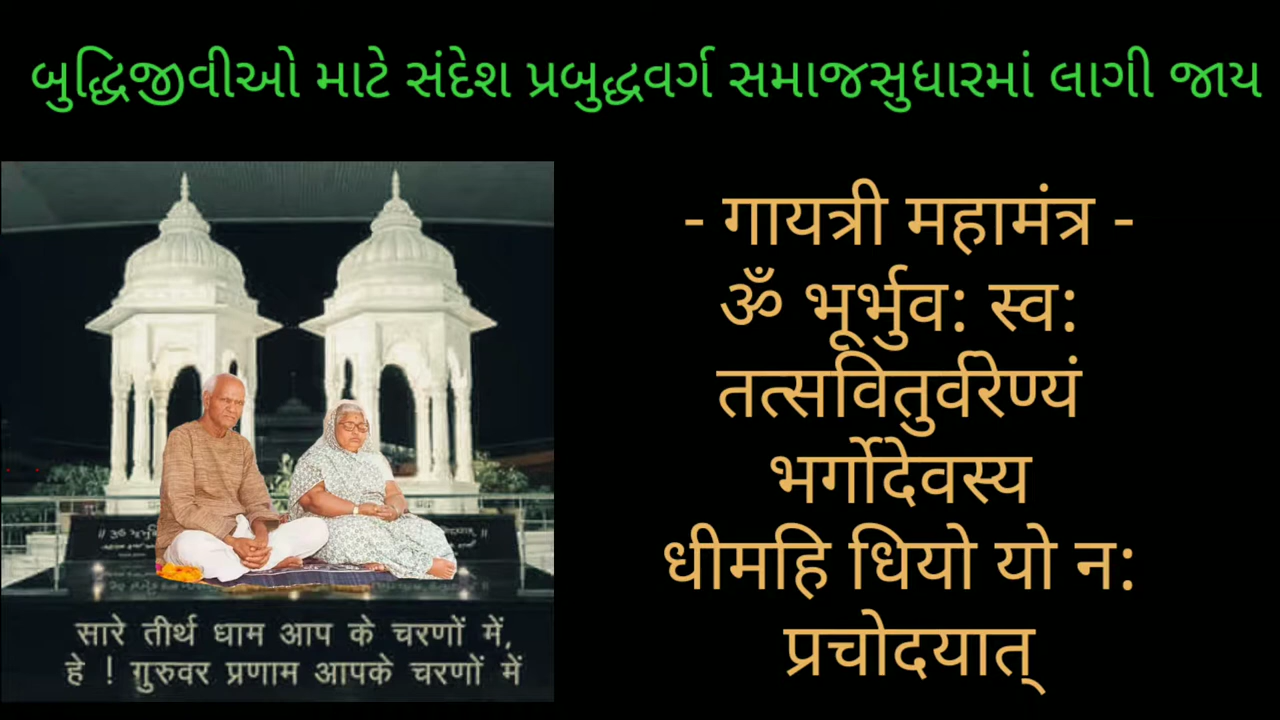 બુદ્ધિજીવીઓ માટે સંદેશ પ્રબુદ્ધવર્ગ સમાજસુધારમાં લાગી જાય
- गायत्री महामंत्र -
ॐ भूर्भुव: स्व:
तत्सवितुर्वरेण्यं
भर्गोदेवस्य
धीमहि धियो यो न:
प्रचोदयात्
सारे तीर्थ धाम आप के चरणों में,
हे ! गुरुवर प्रणाम आपके चरणों में